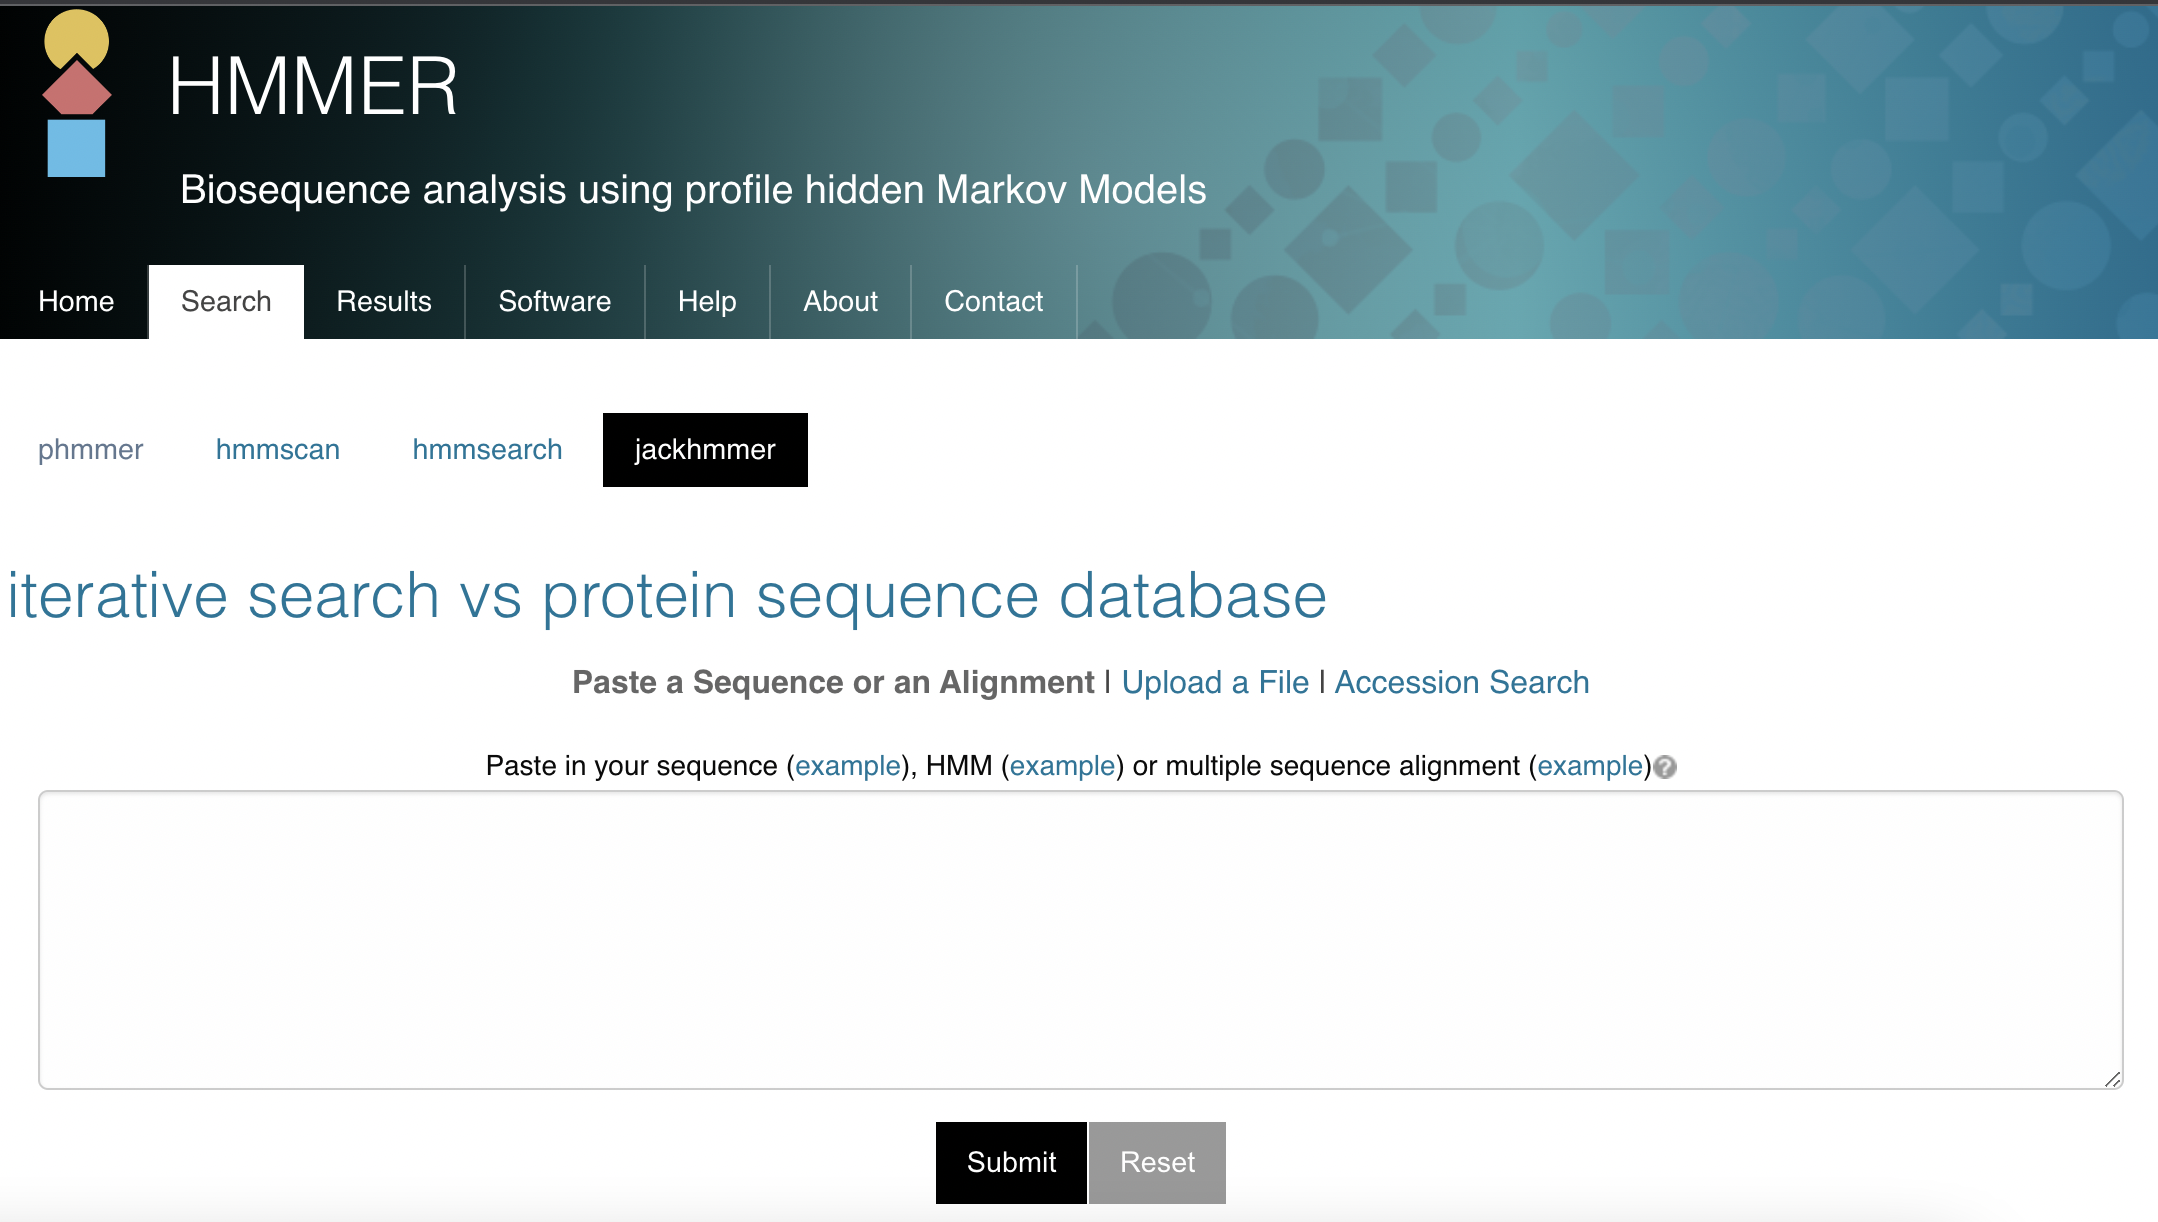 HMMER
Biosequence analysis using profile hidden Markov Models
Home Search Results Software Help About Contact
phmmer hmmscan hmmsearch jackhmmer
iterative search vs protein sequence database
Paste a Sequence or an Alignment | Upload a File | Accession Search
Paste in your sequence (example), HMM (example) or multiple sequence alignment (example)?
Submit Reset